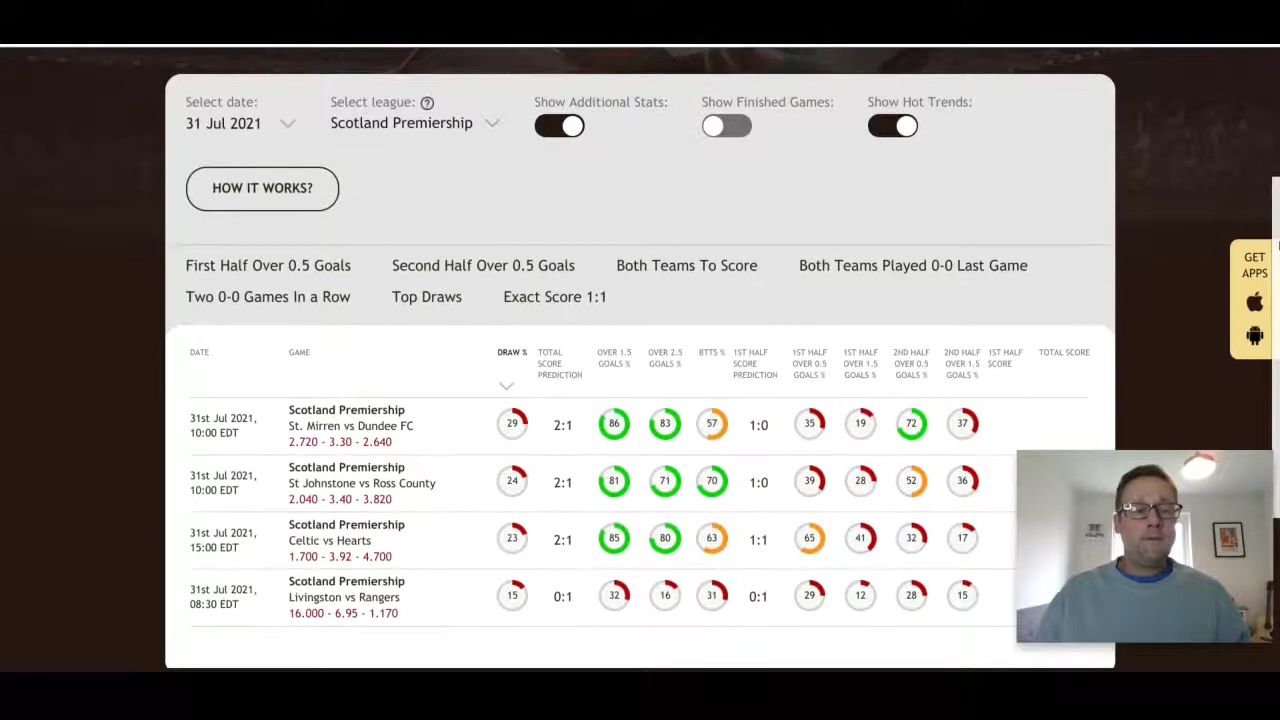 Select date:
31 Jul 2021
Select league: ?
Scotland Premiership
Show Additional Stats:
Show Finished Games:
Show Hot Trends:
HOW IT WORKS?
GET
APPS
First Half Over 0.5 Goals
Second Half Over 0.5 Goals
Both Teams To Score
Both Teams Played 0-0 Last Game
Two 0-0 Games In a Row
Top Draws
Exact Score 1:1
DATE
GAME
DRAW %
TOTAL
SCORE
PREDICTION
OVER 1.5
GOALS %
OVER 2.5
GOALS %
BTTS %
1ST HALF
SCORE
PREDICTION
1ST HALF
OVER 0.5
GOALS %
1ST HALF
OVER 1.5
GOALS %
2ND HALF
OVER 0.5
GOALS %
2ND HALF
OVER 1.5
GOALS %
1ST HALF
SCORE
TOTAL SCORE
31st Jul 2021,
10:00 EDT
Scotland Premiership
St. Mirren vs Dundee FC
2.720 - 3.30 - 2.640
29 2:1 86 83 57 1:0 35 19 72 37
31st Jul 2021,
10:00 EDT
Scotland Premiership
St Johnstone vs Ross County
2.040 - 3.40 - 3.820
24 2:1 81 71 70 1:0 39 28 52 36
31st Jul 2021,
15:00 EDT
Scotland Premiership
Celtic vs Hearts
1.700 - 3.92 - 4.700
23 2:1 85 80 63 1:1 65 41 32 17
31st Jul 2021,
08:30 EDT
Scotland Premiership
Livingston vs Rangers
16.000 - 6.95 - 1.170
15 0:1 32 16 31 0:1 29 12 28 15